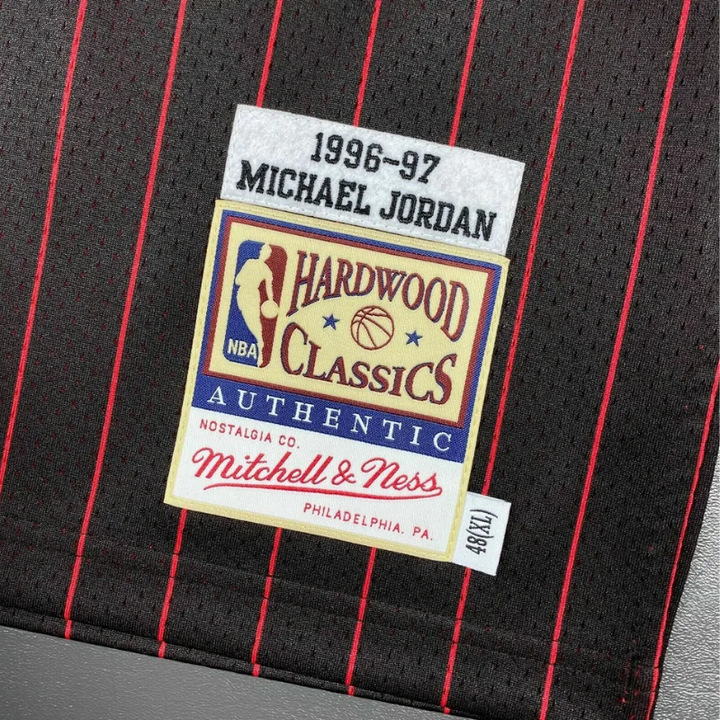 1996-97
MICHAEL JORDAN
HARDWOOD
NBA
CLASSICS
AUTHENTIC
NOSTALGIA CO.
Mitchell & Ness
PHILADELPHIA, PA.
48(XL)